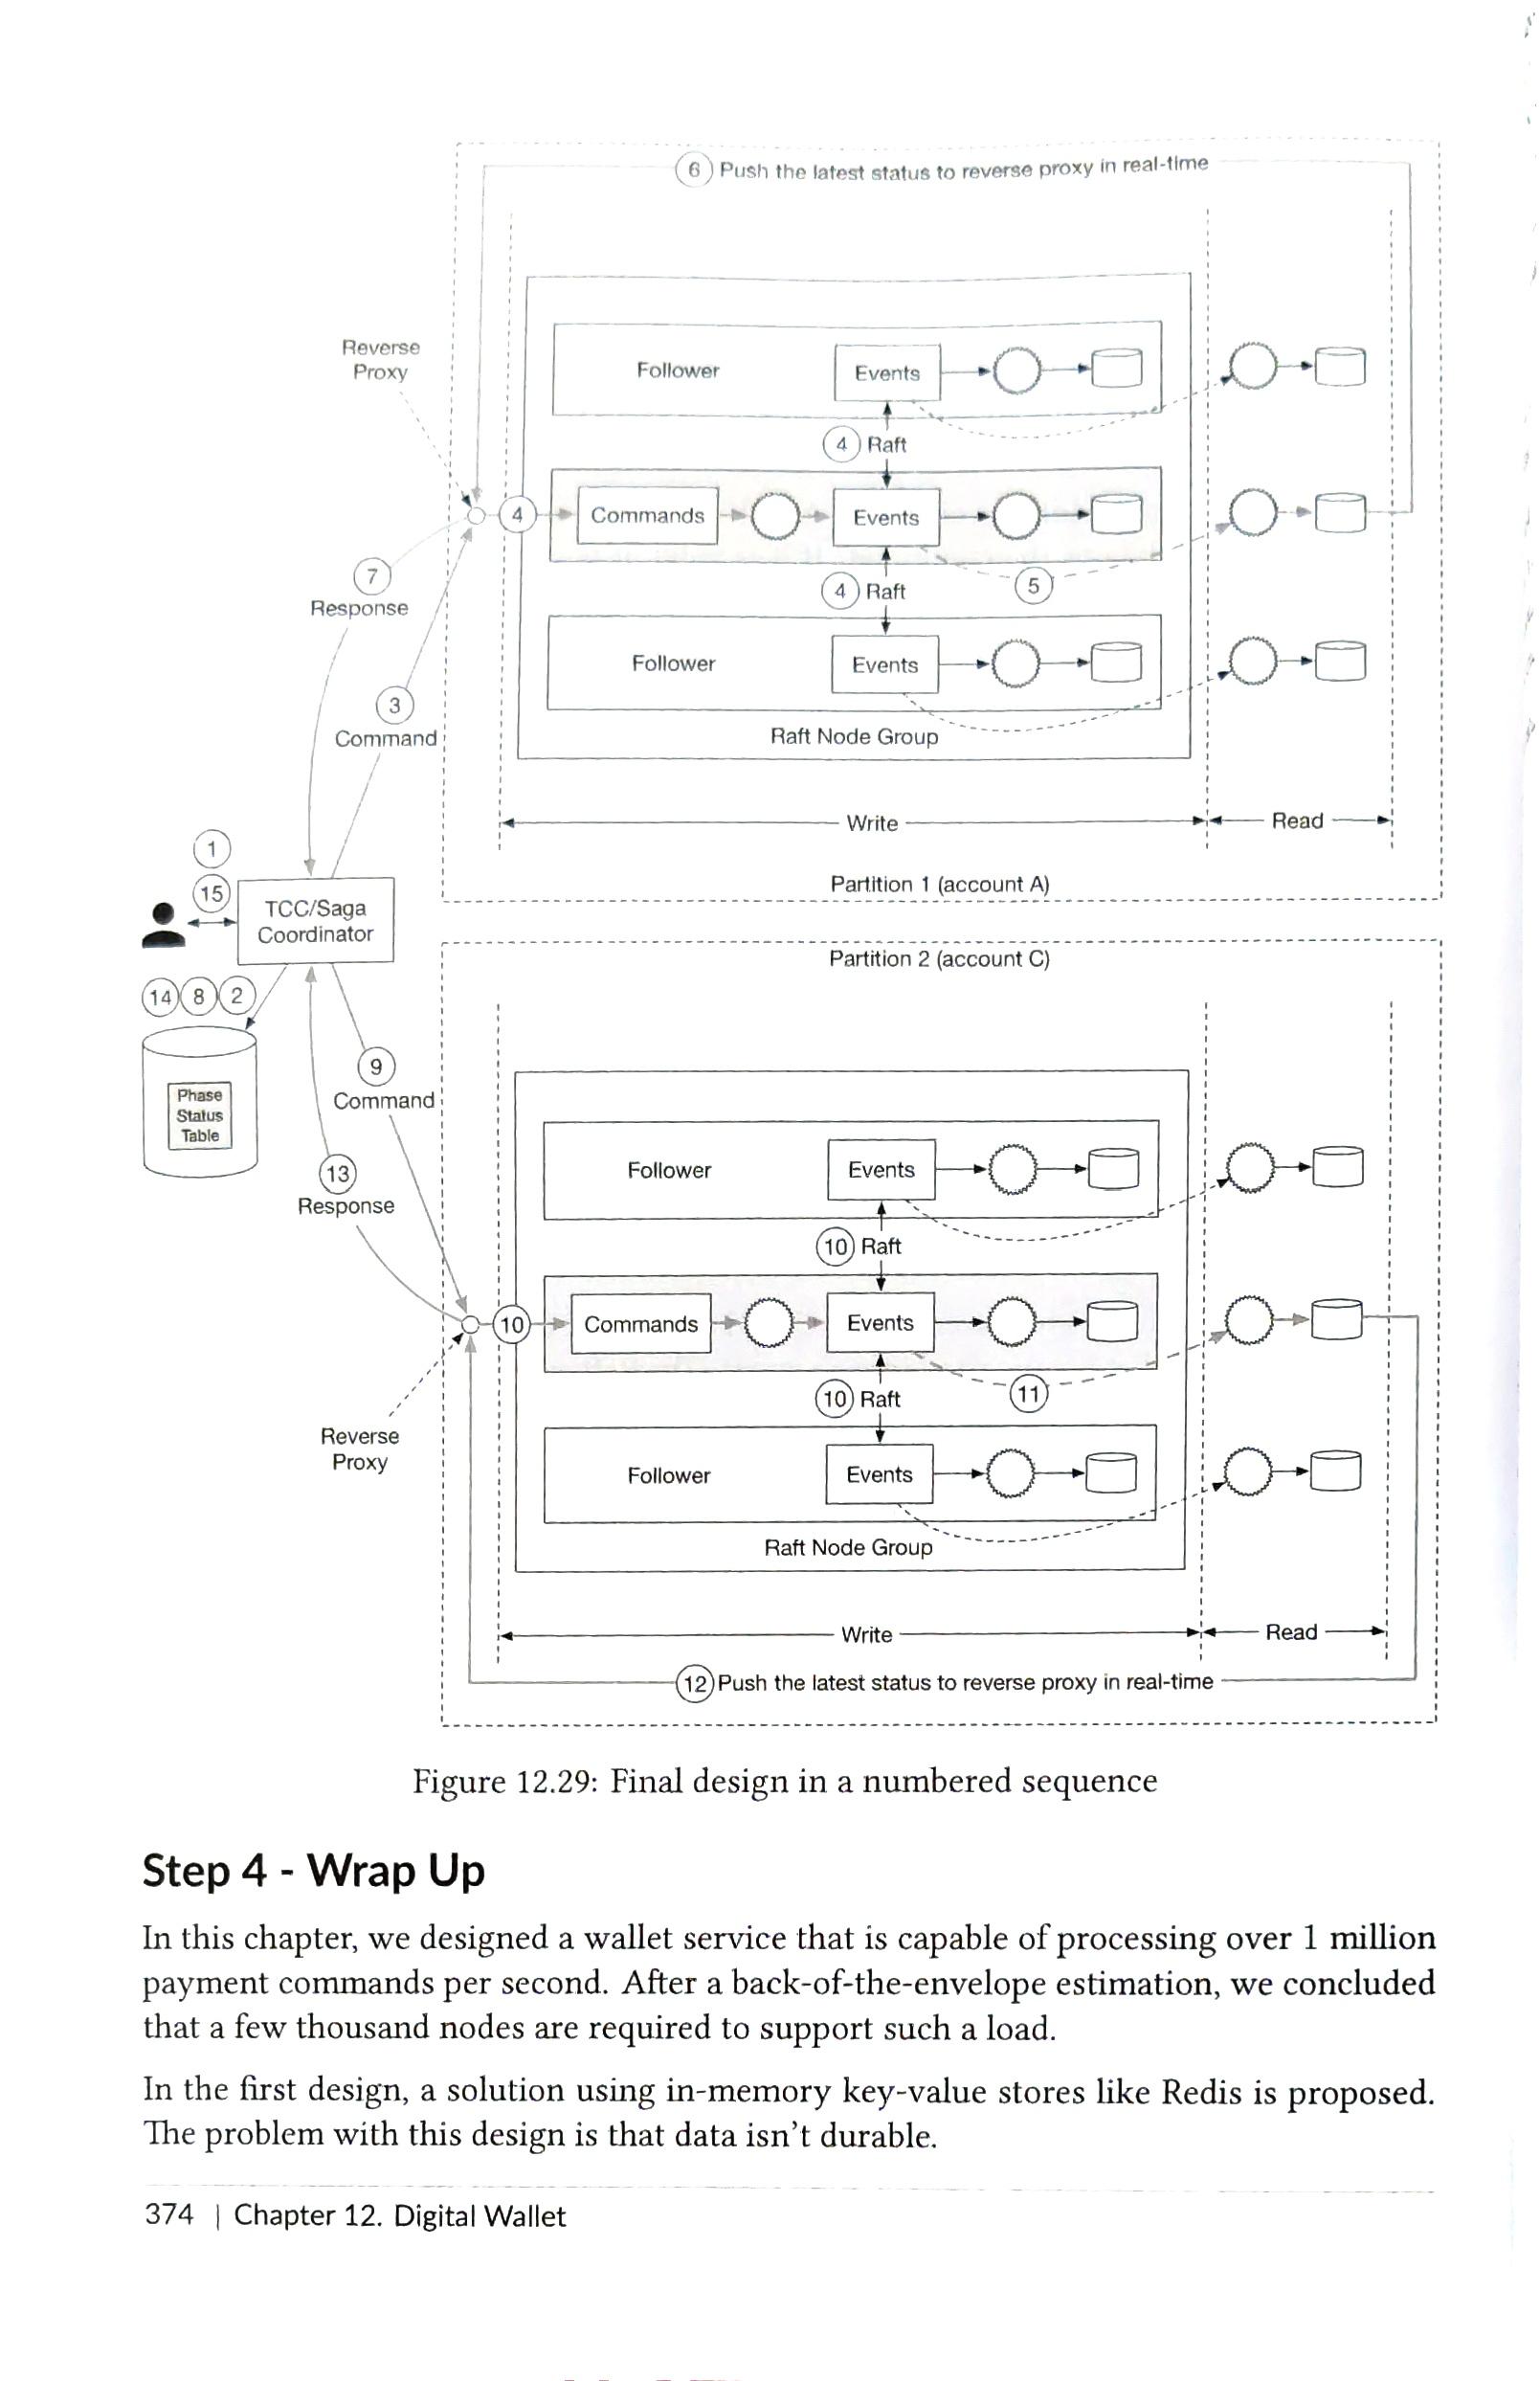 6 Push the latest status to reverse proxy in real-time
Reverse
Proxy
Follower
Events
4 Raft
4
Commands
Events
7
Response
4 Raft
5
Follower
Events
3
Command
Raft Node Group
Write
Read
1
15
Partition 1 (account A)
TCC/Saga
Coordinator
Partition 2 (account C)
14 8 2
9
Command
Phase
Status
Table
13
Response
Follower
Events
10 Raft
10
Commands
Events
10 Raft
11
Reverse
Proxy
Follower
Events
Raft Node Group
Write
Read
12 Push the latest status to reverse proxy in real-time
Figure 12.29: Final design in a numbered sequence
Step 4 - Wrap Up
In this chapter, we designed a wallet service that is capable of processing over 1 million
payment commands per second. After a back-of-the-envelope estimation, we concluded
that a few thousand nodes are required to support such a load.
In the first design, a solution using in-memory key-value stores like Redis is proposed.
The problem with this design is that data isn't durable.
374 | Chapter 12. Digital Wallet